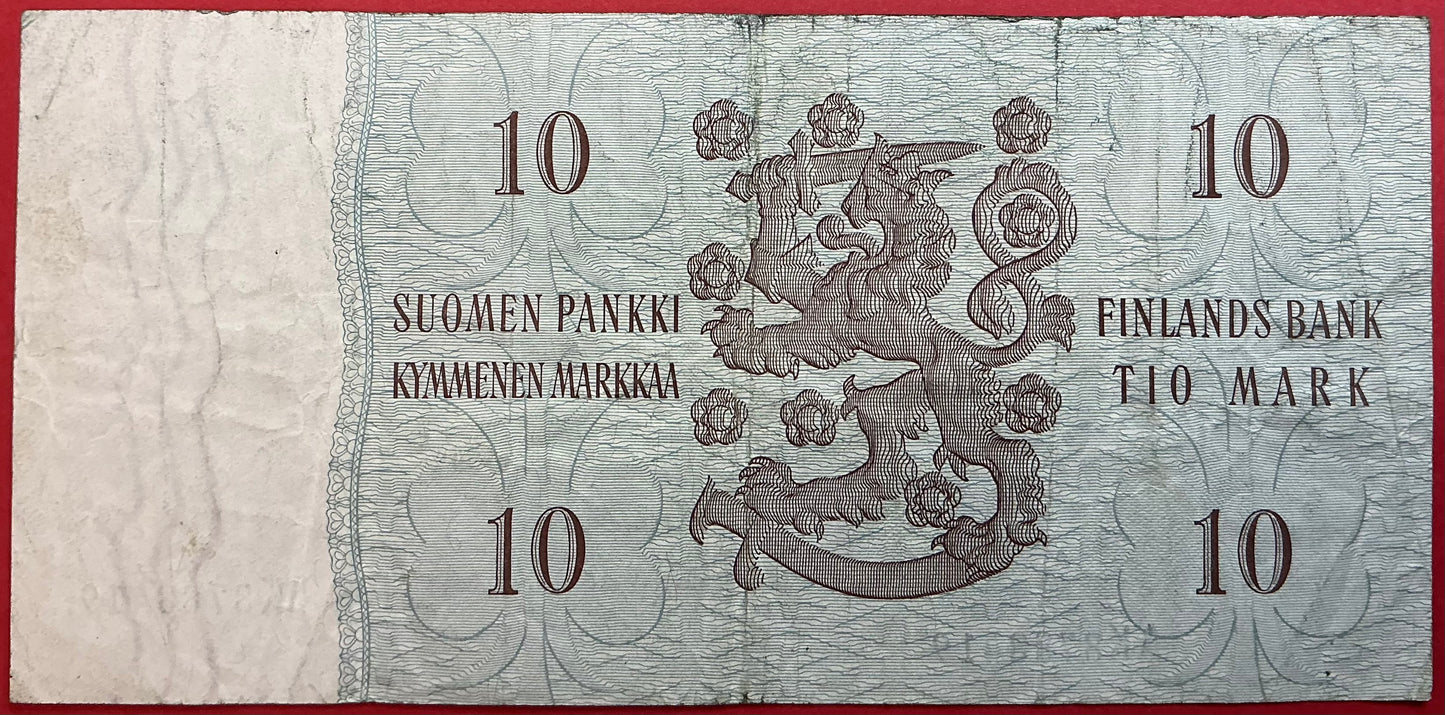 10 10
SUOMEN PANKKI FINLANDS BANK
KYMMENEN MARKKAA TIO MARK
10 10